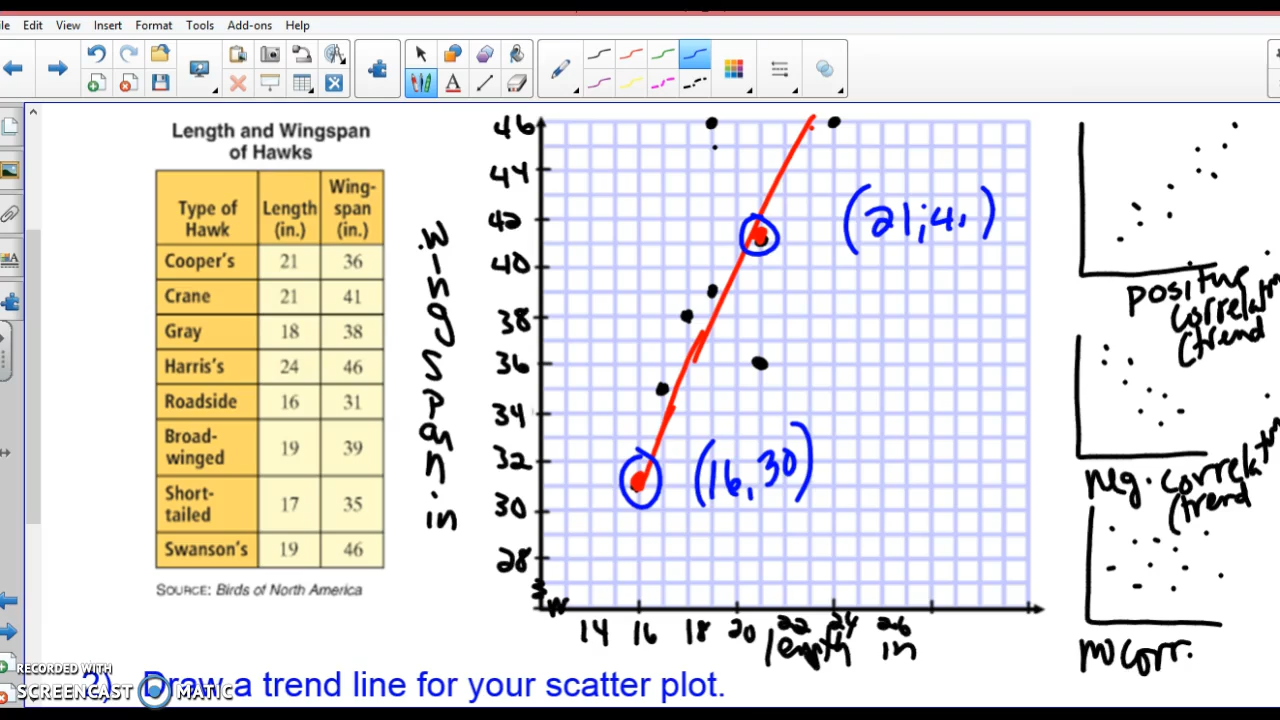 File Edit View Insert Format Tools Add-ons Help
Length and Wingspan
of Hawks
Type of Hawk Length (in.) Wing-span (in.)
Cooper's 21 36
Crane 21 41
Gray 18 38
Harris's 24 46
Roadside 16 31
Broad-winged 19 39
Short-tailed 17 35
Swanson's 19 46
SOURCE: Birds of North America
46
44
42
40
38
36
34
32
30
28
14 16 18 20 22 24 26
length in
(21, 41)
(16, 30)
positive
correlation
(trend
neg. correlat
(trend
no corr.
RECORDED WITH
SCREENCAST MATIC
2) Draw a trend line for your scatter plot.